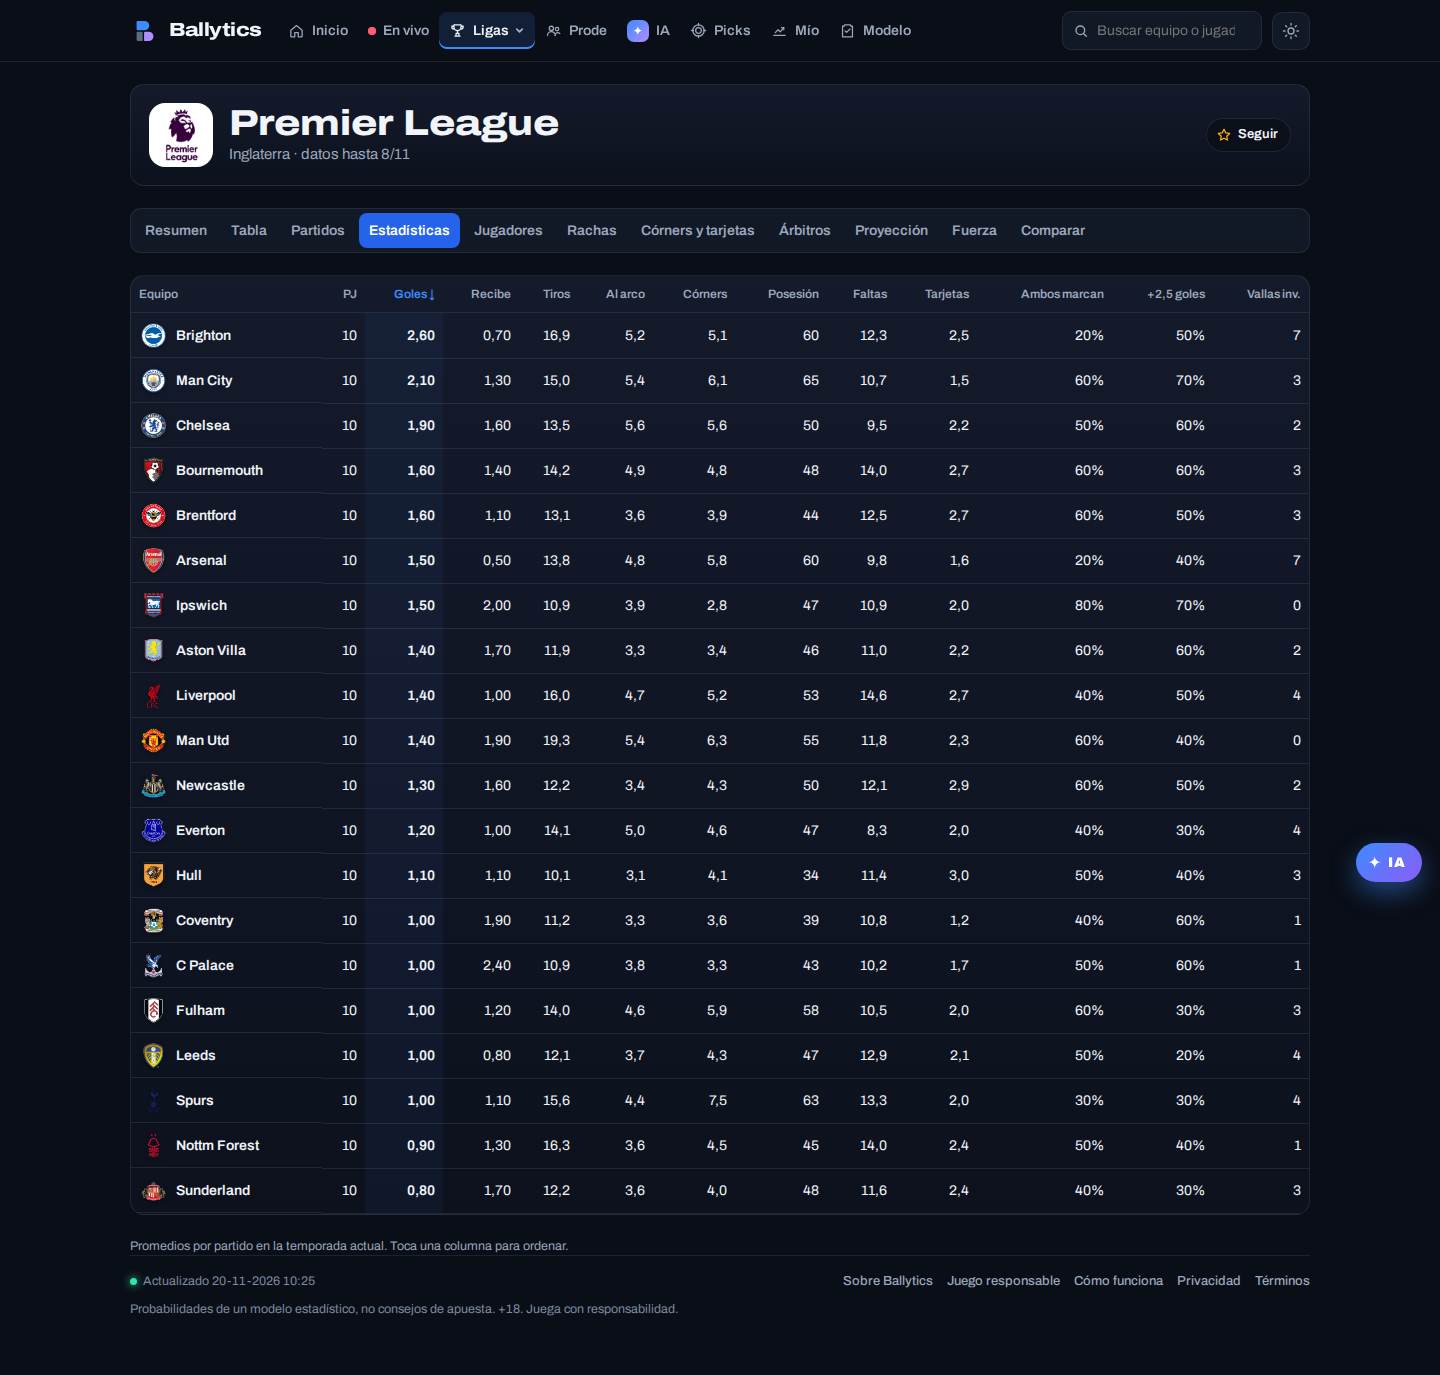 Ballytics Inicio En vivo Ligas Prode IA Picks Mío Modelo Buscar equipo o jugad
Premier League
Premier League
Inglaterra · datos hasta 8/11
Seguir
Resumen Tabla Partidos Estadísticas Jugadores Rachas Córners y tarjetas Árbitros Proyección Fuerza Comparar
Equipo PJ Goles↓ Recibe Tiros Al arco Córners Posesión Faltas Tarjetas Ambos marcan +2,5 goles Vallas inv.
Brighton 10 2,60 0,70 16,9 5,2 5,1 60 12,3 2,5 20% 50% 7
Man City 10 2,10 1,30 15,0 5,4 6,1 65 10,7 1,5 60% 70% 3
Chelsea 10 1,90 1,60 13,5 5,6 5,6 50 9,5 2,2 50% 60% 2
Bournemouth 10 1,60 1,40 14,2 4,9 4,8 48 14,0 2,7 60% 60% 3
Brentford 10 1,60 1,10 13,1 3,6 3,9 44 12,5 2,7 60% 50% 3
Arsenal 10 1,50 0,50 13,8 4,8 5,8 60 9,8 1,6 20% 40% 7
Ipswich 10 1,50 2,00 10,9 3,9 2,8 47 10,9 2,0 80% 70% 0
Aston Villa 10 1,40 1,70 11,9 3,3 3,4 46 11,0 2,2 60% 60% 2
Liverpool 10 1,40 1,00 16,0 4,7 5,2 53 14,6 2,7 40% 50% 4
Man Utd 10 1,40 1,90 19,3 5,4 6,3 55 11,8 2,3 60% 40% 0
Newcastle 10 1,30 1,60 12,2 3,4 4,3 50 12,1 2,9 60% 50% 2
Everton 10 1,20 1,00 14,1 5,0 4,6 47 8,3 2,0 40% 30% 4
Hull 10 1,10 1,10 10,1 3,1 4,1 34 11,4 3,0 50% 40% 3
IA
Coventry 10 1,00 1,90 11,2 3,3 3,6 39 10,8 1,2 40% 60% 1
C Palace 10 1,00 2,40 10,9 3,8 3,3 43 10,2 1,7 50% 60% 1
Fulham 10 1,00 1,20 14,0 4,6 5,9 58 10,5 2,0 60% 30% 3
Leeds 10 1,00 0,80 12,1 3,7 4,3 47 12,9 2,1 50% 20% 4
Spurs 10 1,00 1,10 15,6 4,4 7,5 63 13,3 2,0 30% 30% 4
Nottm Forest 10 0,90 1,30 16,3 3,6 4,5 45 14,0 2,4 50% 40% 1
Sunderland 10 0,80 1,70 12,2 3,6 4,0 48 11,6 2,4 40% 30% 3
Promedios por partido en la temporada actual. Toca una columna para ordenar.
Actualizado 20-11-2026 10:25 Sobre Ballytics Juego responsable Cómo funciona Privacidad Términos
Probabilidades de un modelo estadístico, no consejos de apuesta. +18. Juega con responsabilidad.